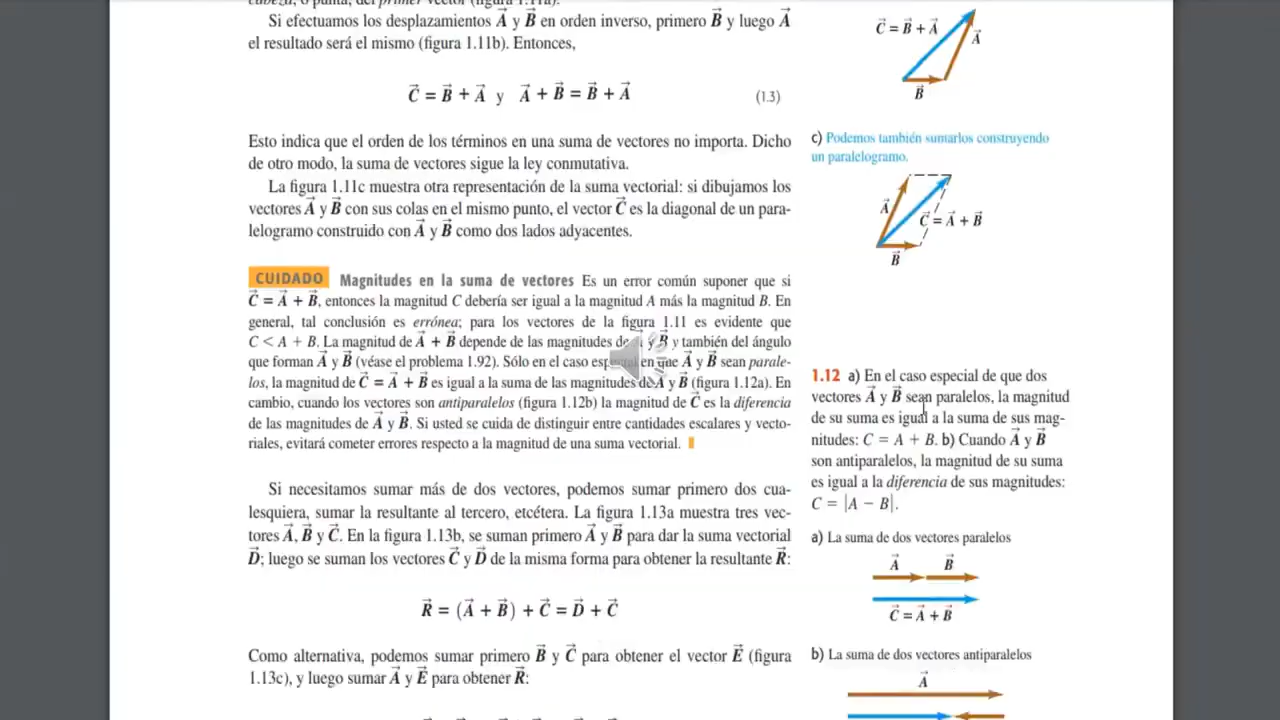 cabeza, o punta, del primer vector (figura 1.11a).
Si efectuamos los desplazamientos A⃗ y B⃗ en orden inverso, primero B⃗ y luego A⃗
el resultado será el mismo (figura 1.11b). Entonces,
C⃗ = B⃗ + A⃗ y A⃗ + B⃗ = B⃗ + A⃗ (1.3)
Esto indica que el orden de los términos en una suma de vectores no importa. Dicho
de otro modo, la suma de vectores sigue la ley conmutativa.
La figura 1.11c muestra otra representación de la suma vectorial: si dibujamos los
vectores A⃗ y B⃗ con sus colas en el mismo punto, el vector C⃗ es la diagonal de un para-
lelogramo construido con A⃗ y B⃗ como dos lados adyacentes.
CUIDADO Magnitudes en la suma de vectores Es un error común suponer que si
C⃗ = A⃗ + B⃗, entonces la magnitud C debería ser igual a la magnitud A más la magnitud B. En
general, tal conclusión es errónea; para los vectores de la figura 1.11 es evidente que
C < A + B. La magnitud de A⃗ + B⃗ depende de las magnitudes de A⃗ y B⃗ y también del ángulo
que forman A⃗ y B⃗ (véase el problema 1.92). Sólo en el caso especial en que A⃗ y B⃗ sean parale-
los, la magnitud de C⃗ = A⃗ + B⃗ es igual a la suma de las magnitudes de A⃗ y B⃗ (figura 1.12a). En
cambio, cuando los vectores son antiparalelos (figura 1.12b) la magnitud de C⃗ es la diferencia
de las magnitudes de A⃗ y B⃗. Si usted se cuida de distinguir entre cantidades escalares y vecto-
riales, evitará cometer errores respecto a la magnitud de una suma vectorial.
Si necesitamos sumar más de dos vectores, podemos sumar primero dos cua-
lesquiera, sumar la resultante al tercero, etcétera. La figura 1.13a muestra tres vec-
tores A⃗, B⃗ y C⃗. En la figura 1.13b, se suman primero A⃗ y B⃗ para dar la suma vectorial
D⃗; luego se suman los vectores C⃗ y D⃗ de la misma forma para obtener la resultante R⃗:
R⃗ = (A⃗ + B⃗) + C⃗ = D⃗ + C⃗
Como alternativa, podemos sumar primero B⃗ y C⃗ para obtener el vector E⃗ (figura
1.13c), y luego sumar A⃗ y E⃗ para obtener R⃗:
C⃗ = B⃗ + A⃗
A⃗
B⃗
c) Podemos también sumarlos construyendo
un paralelogramo.
A⃗
C⃗ = A⃗ + B⃗
B⃗
1.12 a) En el caso especial de que dos
vectores A⃗ y B⃗ sean paralelos, la magnitud
de su suma es igual a la suma de sus mag-
nitudes: C = A + B. b) Cuando A⃗ y B⃗
son antiparalelos, la magnitud de su suma
es igual a la diferencia de sus magnitudes:
C = |A − B|.
a) La suma de dos vectores paralelos
A⃗ B⃗
C⃗ = A⃗ + B⃗
b) La suma de dos vectores antiparalelos
A⃗